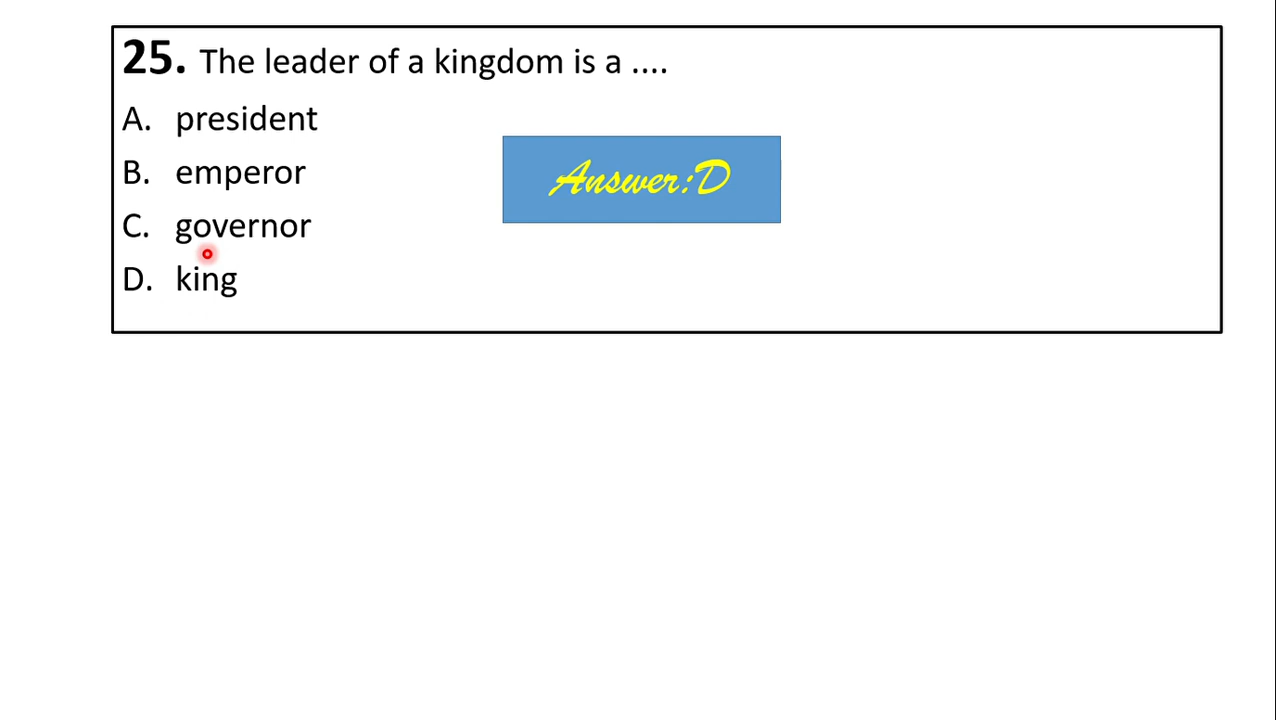 25. The leader of a kingdom is a ....
A. president
B. emperor
C. governor
D. king
Answer:D